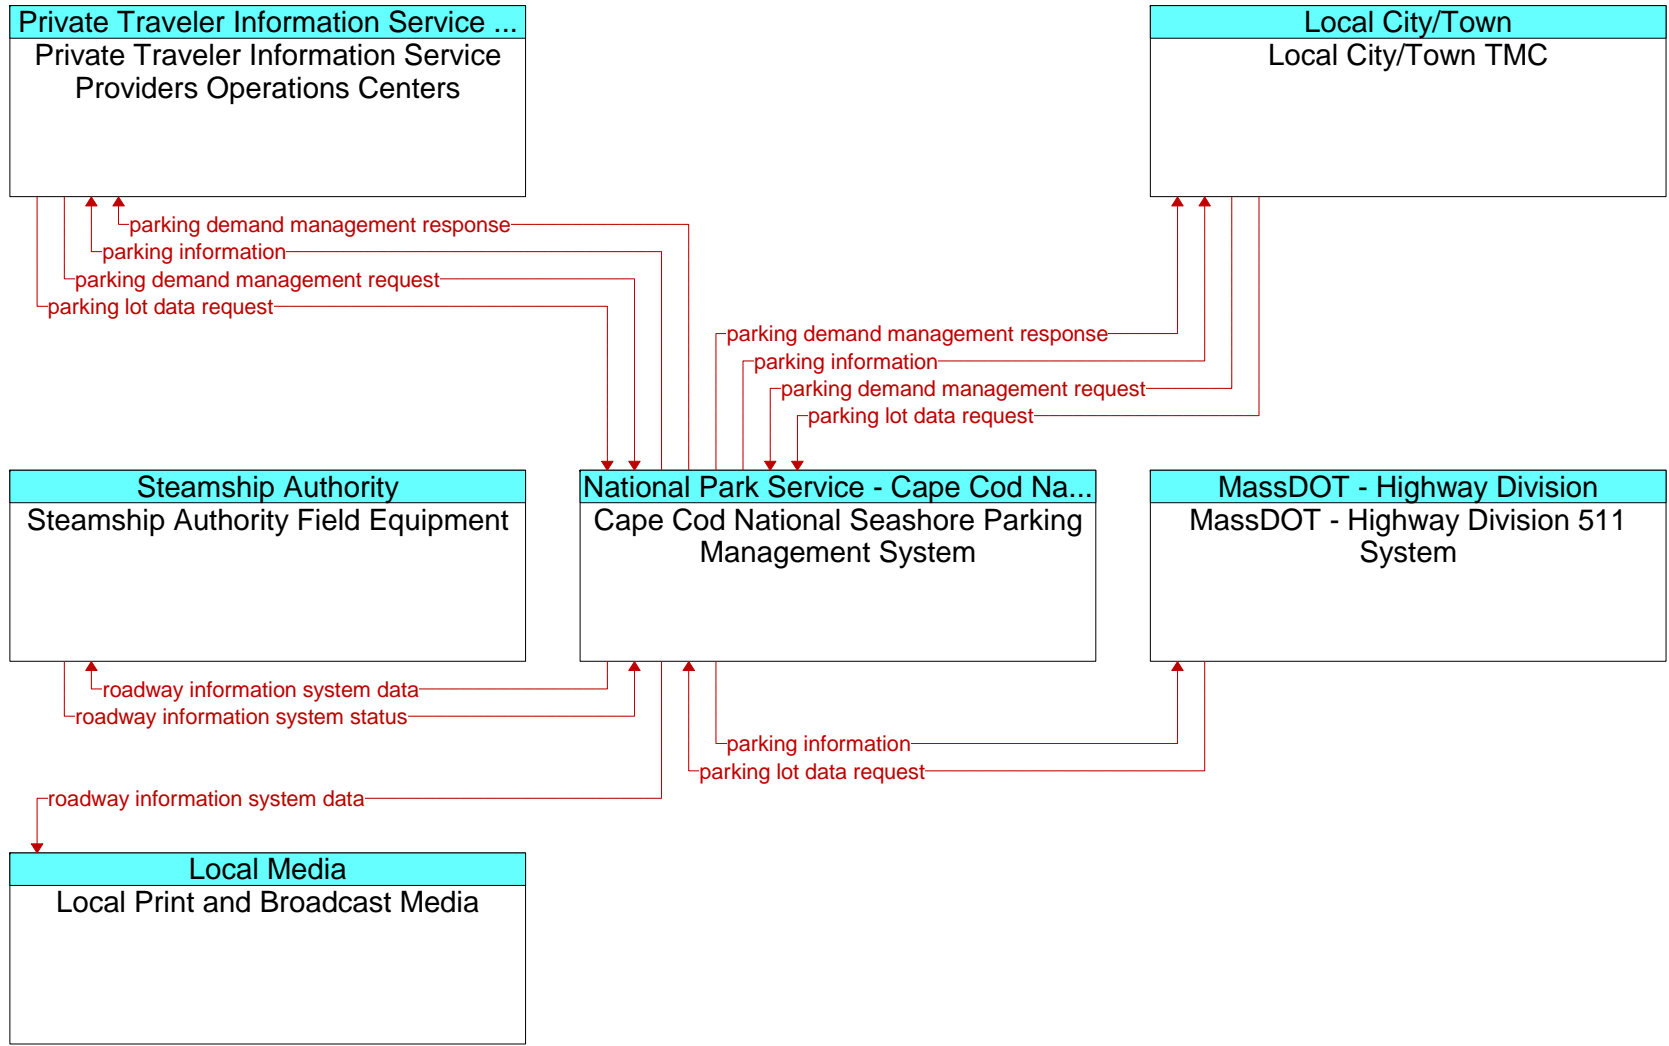 Private Traveler Information Service ...
Private Traveler Information Service
Providers Operations Centers
Local City/Town
Local City/Town TMC
parking demand management response
parking information
parking demand management request
parking lot data request
parking demand management response
parking information
parking demand management request
parking lot data request
Steamship Authority
Steamship Authority Field Equipment
National Park Service - Cape Cod Na...
Cape Cod National Seashore Parking
Management System
MassDOT - Highway Division
MassDOT - Highway Division 511
System
roadway information system data
roadway information system status
parking information
parking lot data request
roadway information system data
Local Media
Local Print and Broadcast Media